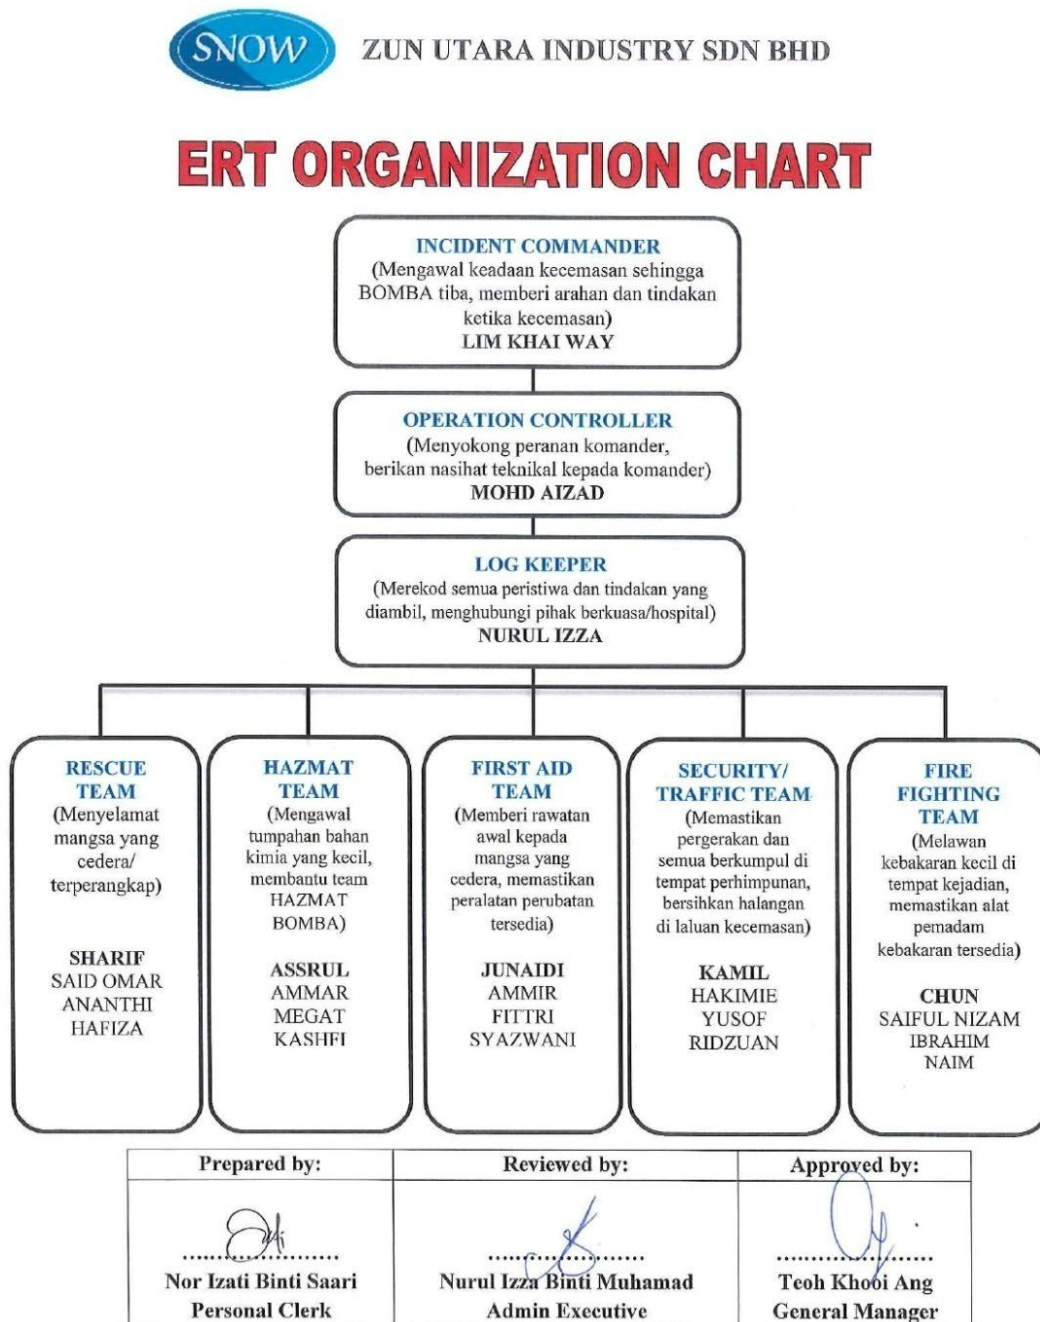 SNOW
ZUN UTARA INDUSTRY SDN BHD
ERT ORGANIZATION CHART
INCIDENT COMMANDER
(Mengawal keadaan kecemasan sehingga
BOMBA tiba, memberi arahan dan tindakan
ketika kecemasan)
LIM KHAI WAY
OPERATION CONTROLLER
(Menyokong peranan komander,
berikan nasihat teknikal kepada komander)
MOHD AIZAD
LOG KEEPER
(Merekod semua peristiwa dan tindakan yang
diambil, menghubungi pihak berkuasa/hospital)
NURUL IZZA
RESCUE
TEAM
(Menyelamat
mangsa yang
cedera/
terperangkap)
SHARIF
SAID OMAR
ANANTHI
HAFIZA
HAZMAT
TEAM
(Mengawal
tumpahan bahan
kimia yang kecil,
membantu team
HAZMAT
BOMBA)
ASSRUL
AMMAR
MEGAT
KASHFI
FIRST AID
TEAM
(Memberi rawatan
awal kepada
mangsa yang
cedera, memastikan
peralatan perubatan
tersedia)
JUNAIDI
AMMIR
FITTRI
SYAZWANI
SECURITY/
TRAFFIC TEAM
(Memastikan
pergerakan dan
semua berkumpul di
tempat perhimpunan,
bersihkan halangan
di laluan kecemasan)
KAMIL
HAKIMIE
YUSOF
RIDZUAN
FIRE
FIGHTING
TEAM
(Melawan
kebakaran kecil di
tempat kejadian,
memastikan alat
pemadam
kebakaran tersedia)
CHUN
SAIFUL NIZAM
IBRAHIM
NAIM
Prepared by:
Nor Izati Binti Saari
Personal Clerk
Reviewed by:
Nurul Izza Binti Muhamad
Admin Executive
Approved by:
Teoh Khooi Ang
General Manager